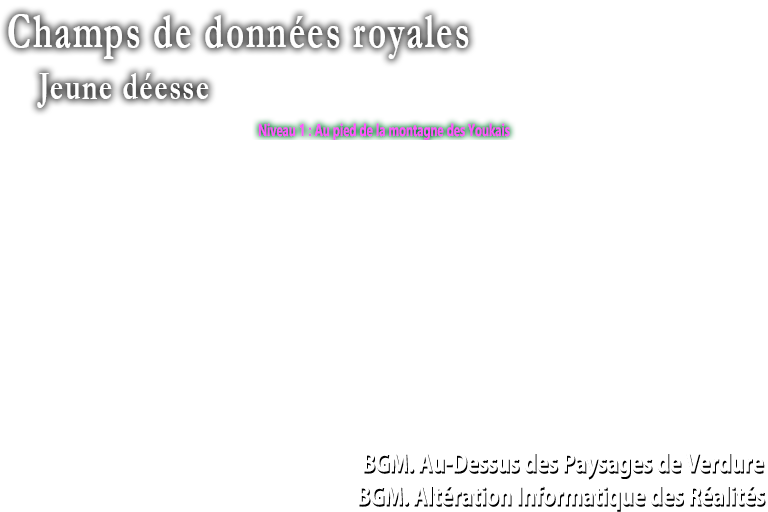 Champs de données royales
Jeune déesse
Niveau 1 : Au pied de la montagne des Youkais
BGM. Au-Dessus des Paysages de Verdure
BGM. Altération Informatique des Réalités